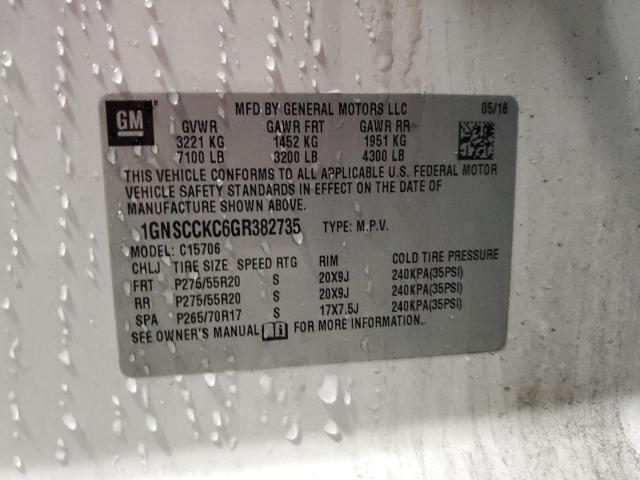 GM
MFD BY GENERAL MOTORS LLC 05/16
GVWR GAWR FRT GAWR RR
3221 KG 1452 KG 1951 KG
7100 LB 3200 LB 4300 LB
THIS VEHICLE CONFORMS TO ALL APPLICABLE U.S. FEDERAL MOTOR
VEHICLE SAFETY STANDARDS IN EFFECT ON THE DATE OF
MANUFACTURE SHOWN ABOVE.
1GNSCCKC6GR382735 TYPE: M.P.V.
MODEL: C15706
CHLJ TIRE SIZE SPEED RTG RIM COLD TIRE PRESSURE
FRT P275/55R20 S 20X9J 240KPA(35PSI)
RR P275/55R20 S 20X9J 240KPA(35PSI)
SPA P265/70R17 S 17X7.5J 240KPA(35PSI)
SEE OWNER'S MANUAL FOR MORE INFORMATION.